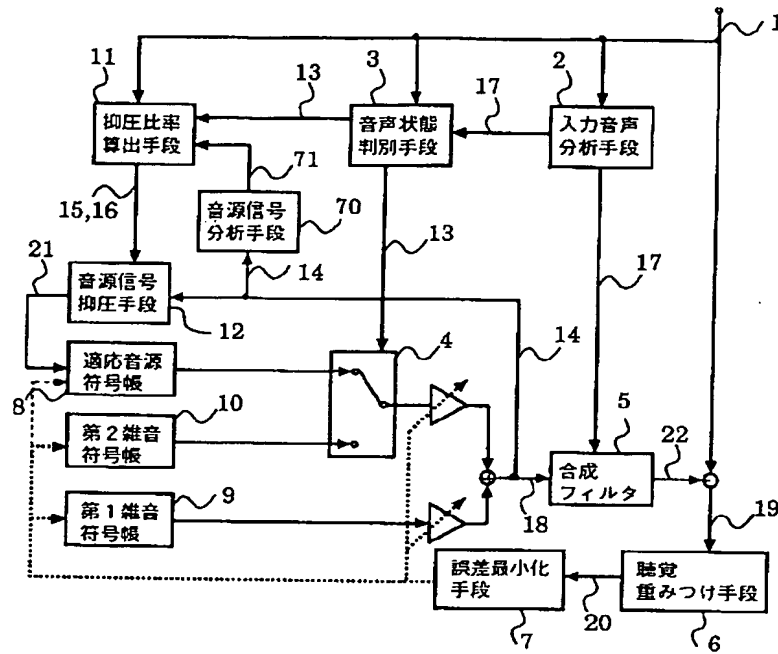 1
11
3
2
13
17
抑圧比率
算出手段
音声状態
判別手段
入力音声
分析手段
71
音源信号
分析手段
70
15,16
13
17
21
14
音源信号
抑圧手段
12
14
4
適応音源
符号帳
8
10
5
第2雑音
符号帳
22
合成
フィルタ
9
18
第1雑音
符号帳
19
誤差最小化
手段
聴覚
重みつけ手段
20
7
6